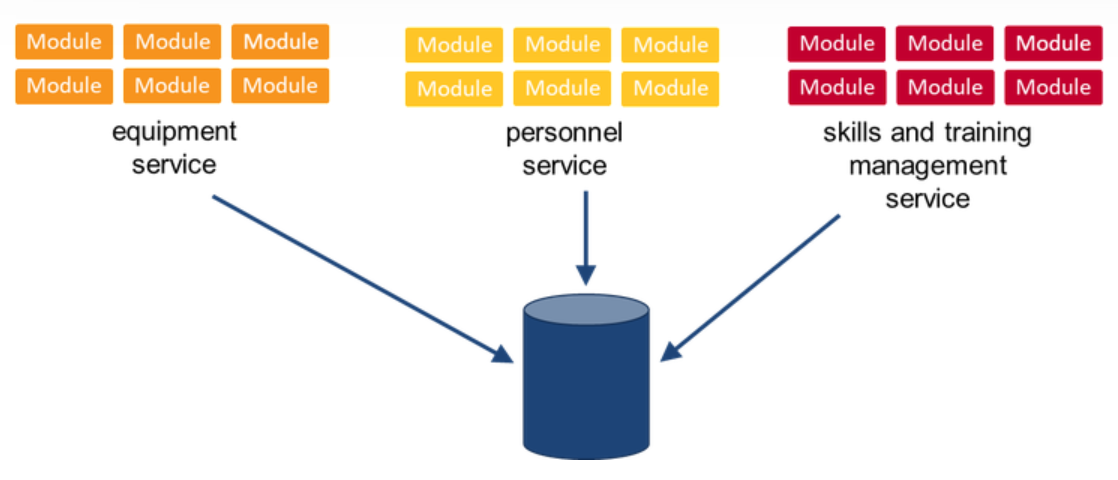 Module Module Module
Module Module Module
equipment
service
Module Module Module
Module Module Module
personnel
service
Module Module Module
Module Module Module
skills and training
management
service